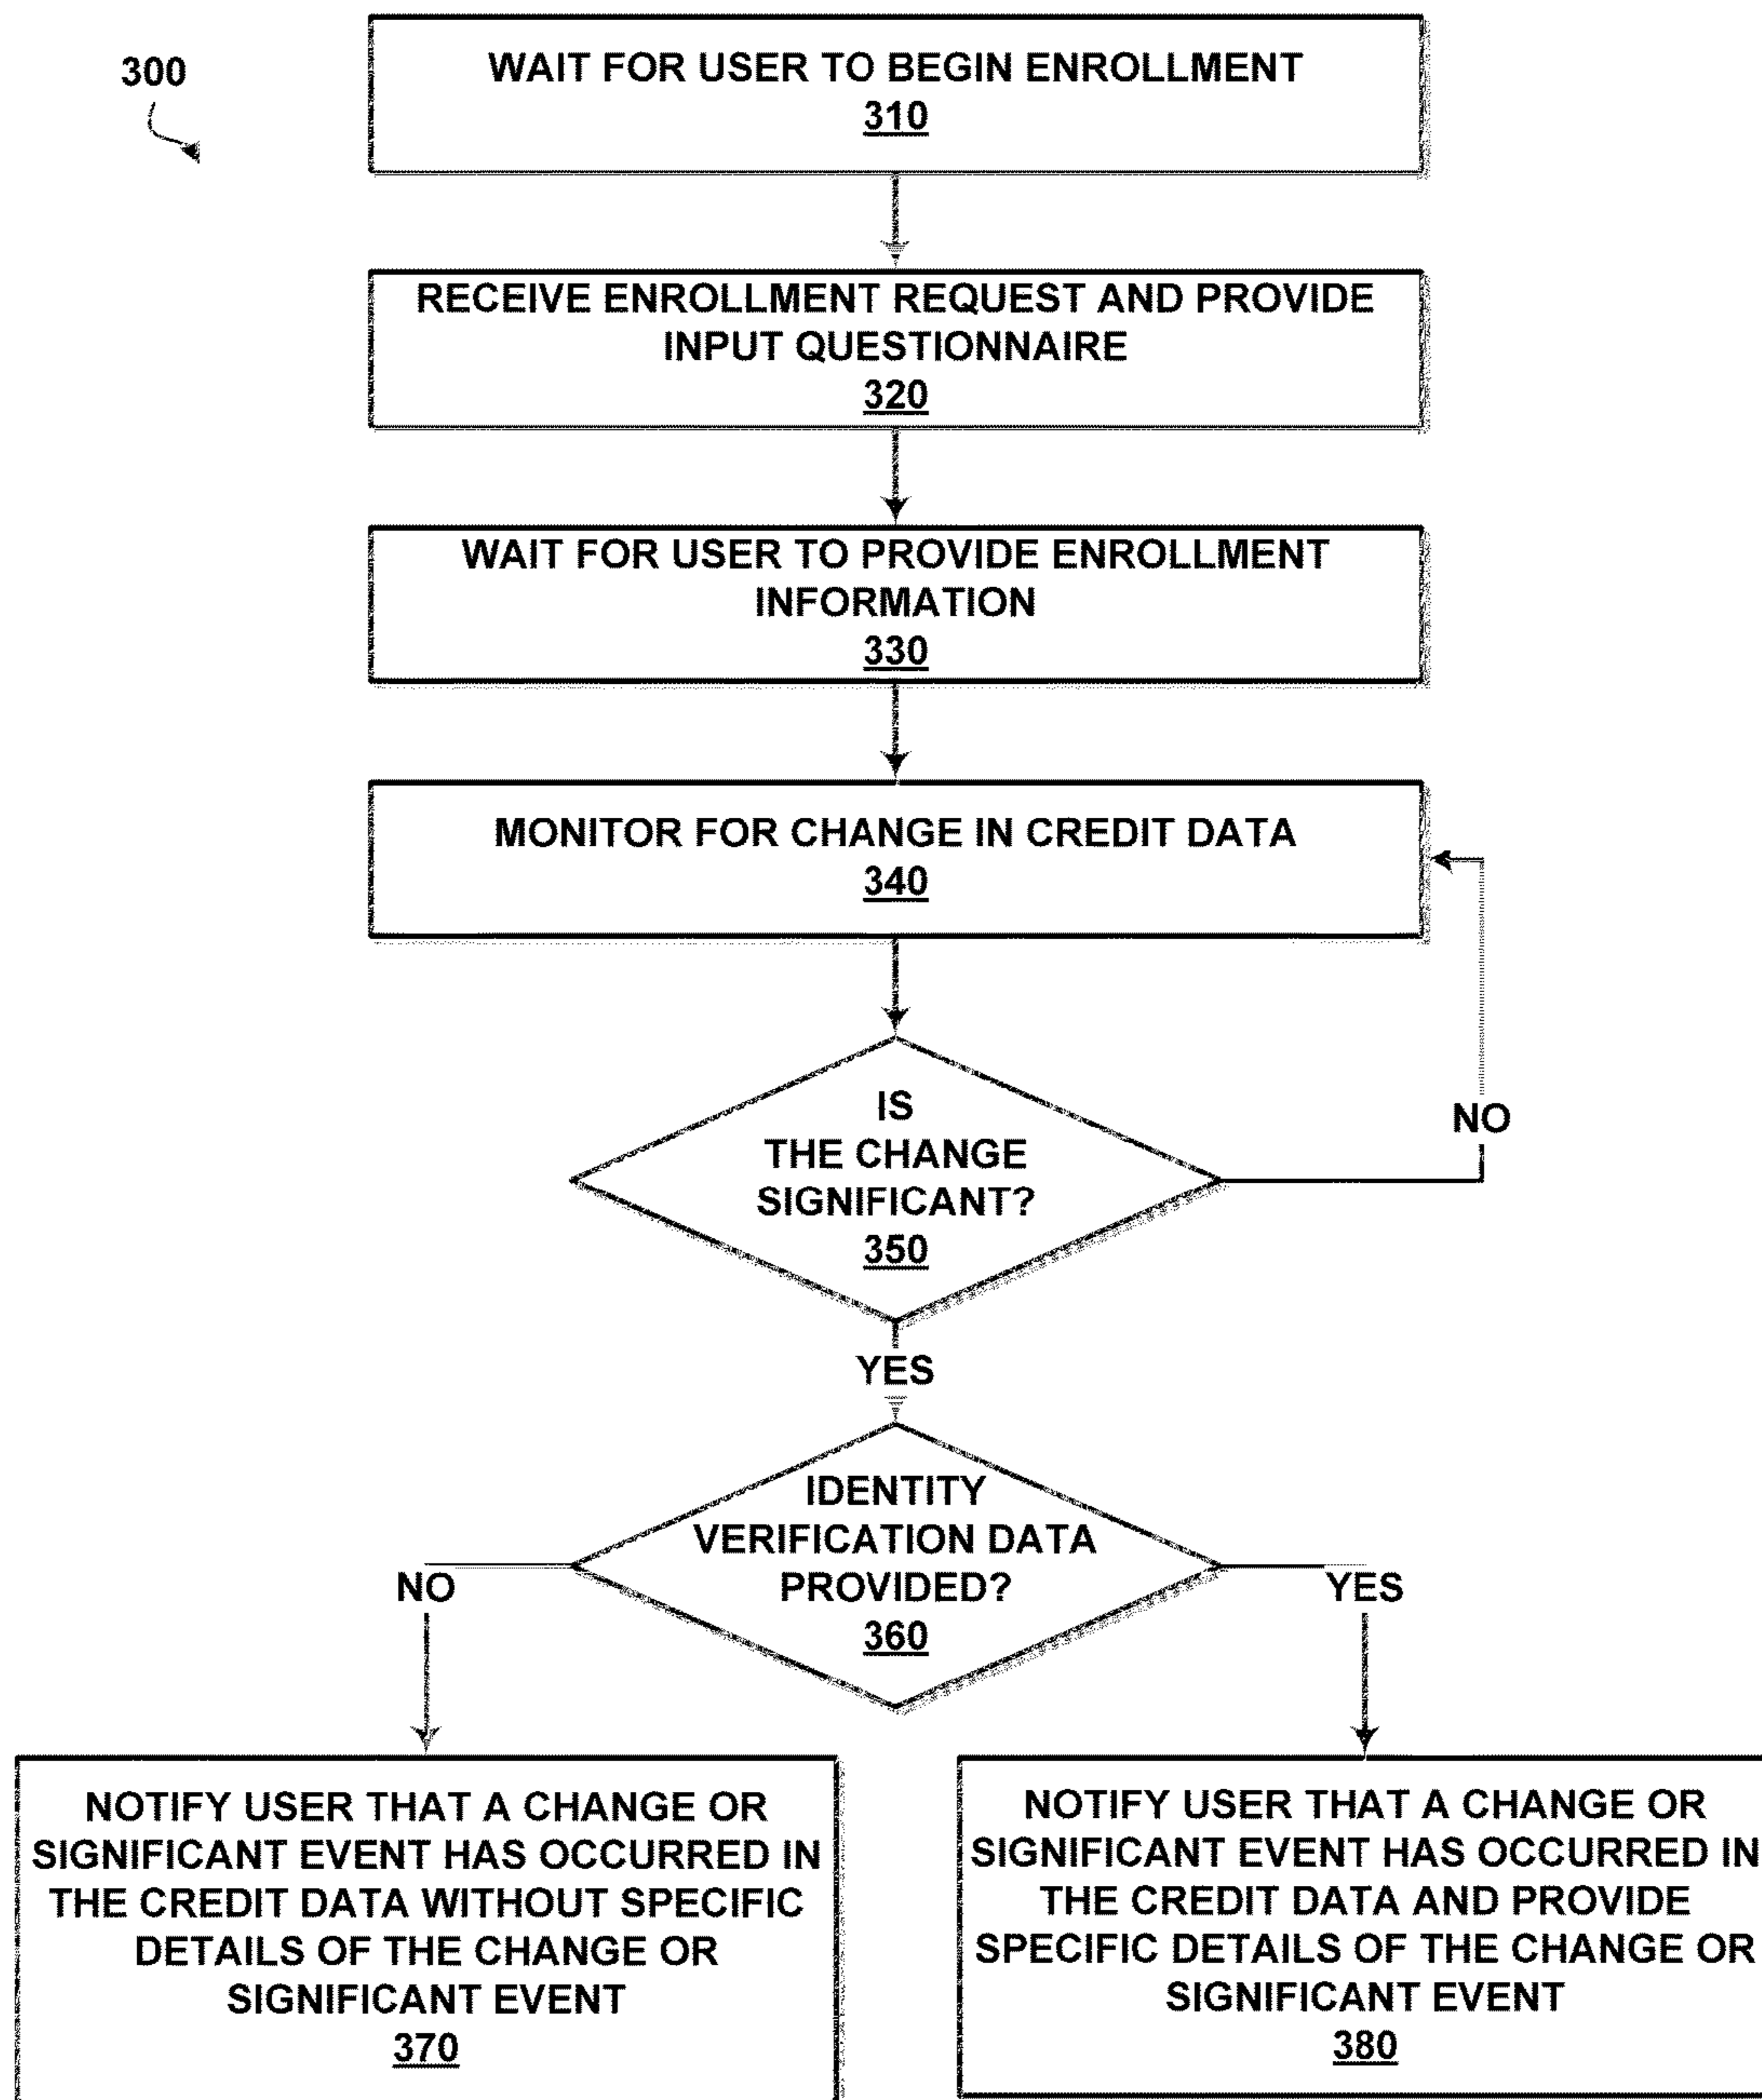 300
WAIT FOR USER TO BEGIN ENROLLMENT
310
RECEIVE ENROLLMENT REQUEST AND PROVIDE
INPUT QUESTIONNAIRE
320
WAIT FOR USER TO PROVIDE ENROLLMENT
INFORMATION
330
MONITOR FOR CHANGE IN CREDIT DATA
340
IS
THE CHANGE
SIGNIFICANT?
350
NO
YES
IDENTITY
VERIFICATION DATA
PROVIDED?
360
NO
YES
NOTIFY USER THAT A CHANGE OR
SIGNIFICANT EVENT HAS OCCURRED IN
THE CREDIT DATA WITHOUT SPECIFIC
DETAILS OF THE CHANGE OR
SIGNIFICANT EVENT
370
NOTIFY USER THAT A CHANGE OR
SIGNIFICANT EVENT HAS OCCURRED IN
THE CREDIT DATA AND PROVIDE
SPECIFIC DETAILS OF THE CHANGE OR
SIGNIFICANT EVENT
380